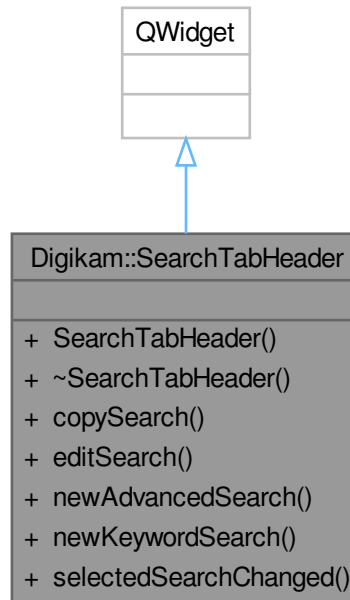 QWidget
Digikam::SearchTabHeader
+ SearchTabHeader()
+ ~SearchTabHeader()
+ copySearch()
+ editSearch()
+ newAdvancedSearch()
+ newKeywordSearch()
+ selectedSearchChanged()